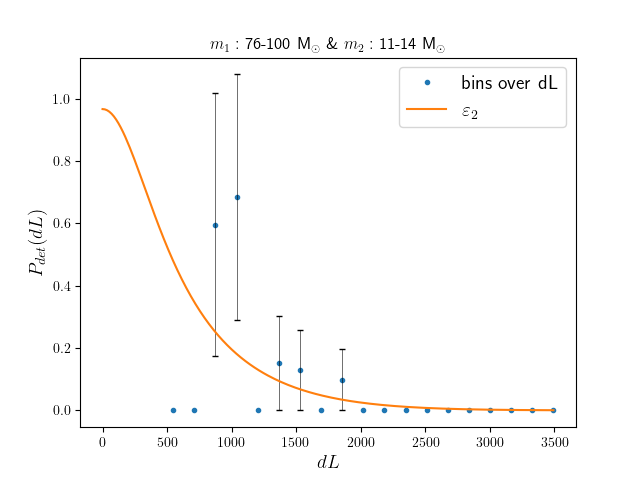 m₁ : 76-100 M⊙ & m₂ : 11-14 M⊙
bins over dL
ε₂
P_det(dL)
1.0
0.8
0.6
0.4
0.2
0.0
0 500 1000 1500 2000 2500 3000 3500
dL